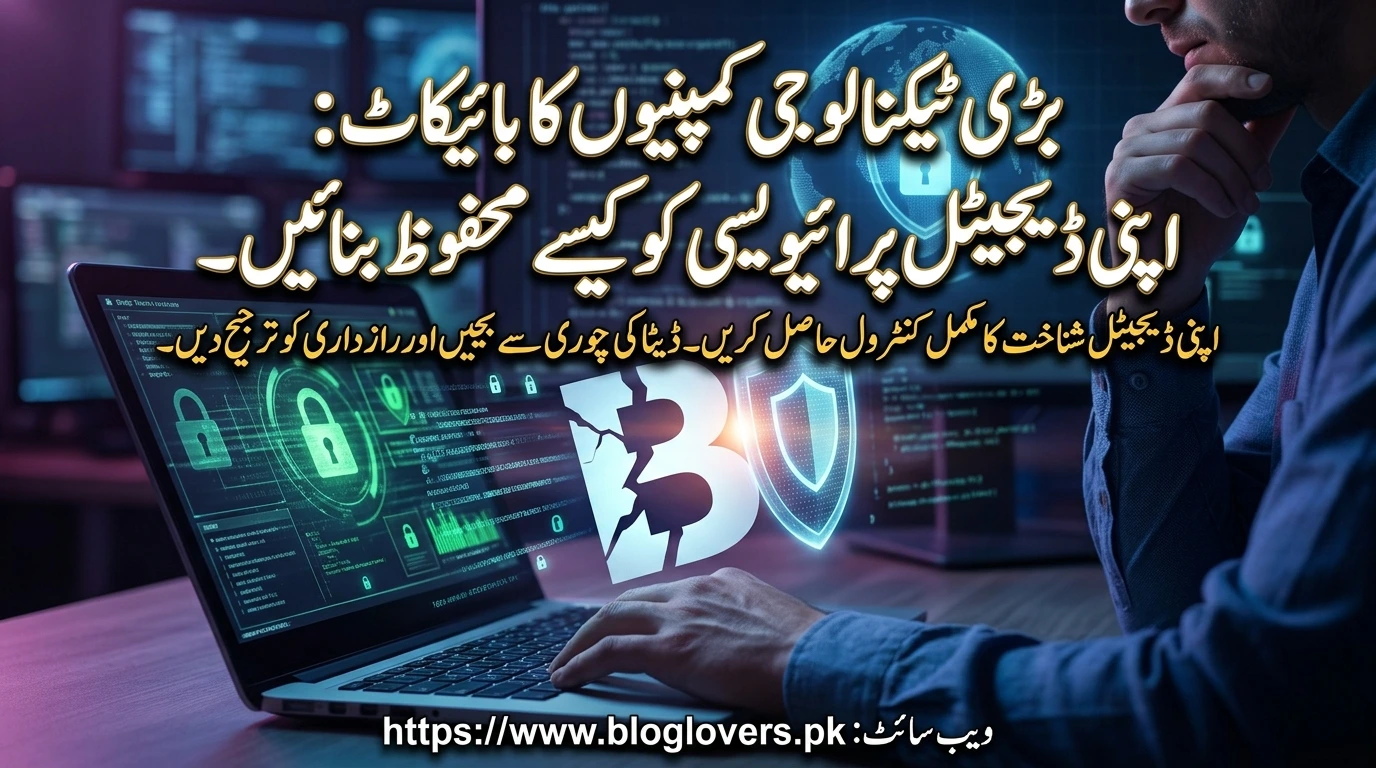 بڑی ٹیکنالوجی کمپنیوں کا بائیکاٹ:
اپنی ڈیجیٹل پرائیویسی کو کیسے محفوظ بنائیں۔
اپنی ڈیجیٹل شناخت کا مکمل کنٹرول حاصل کریں۔ ڈیٹا کی چوری سے بچیں اور رازداری کو ترجیح دیں۔
B
ویب سائٹ: https://www.bloglovers.pk